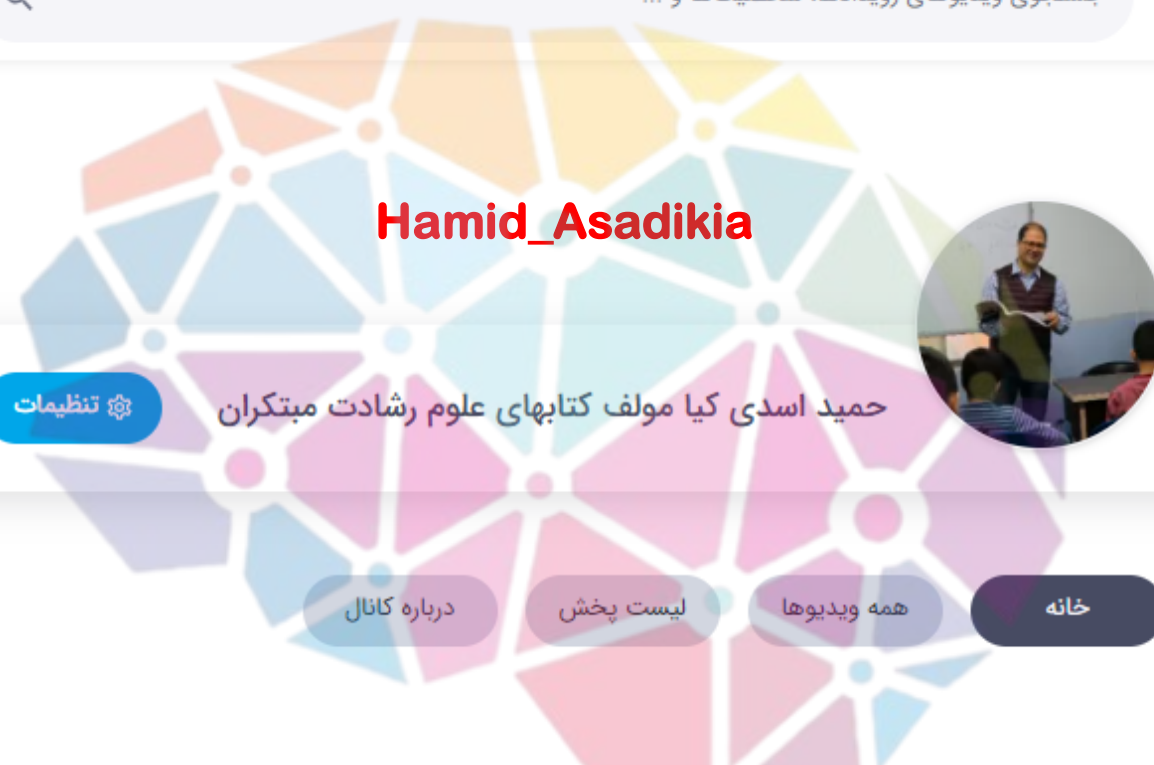 Hamid_Asadikia
حمید اسدی کیا مولف کتابهای علوم رشادت مبتکران
تنظیمات
خانه
همه ویدیوها
لیست پخش
درباره کانال